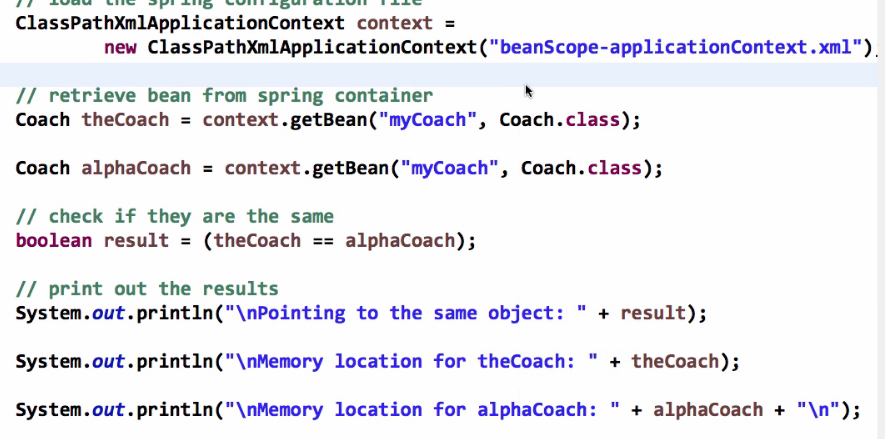 // load the spring configuration file
ClassPathXmlApplicationContext context =
new ClassPathXmlApplicationContext("beanScope-applicationContext.xml");
// retrieve bean from spring container
Coach theCoach = context.getBean("myCoach", Coach.class);
Coach alphaCoach = context.getBean("myCoach", Coach.class);
// check if they are the same
boolean result = (theCoach == alphaCoach);
// print out the results
System.out.println("\nPointing to the same object: " + result);
System.out.println("\nMemory location for theCoach: " + theCoach);
System.out.println("\nMemory location for alphaCoach: " + alphaCoach + "\n");